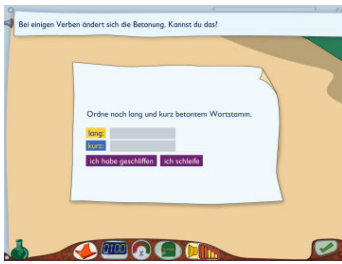 Bei einigen Verben ändert sich die Betonung. Kannst du das?
Ordne nach lang und kurz betontem Wortstamm.
lang:
kurz:
ich habe geschliffen ich schleife